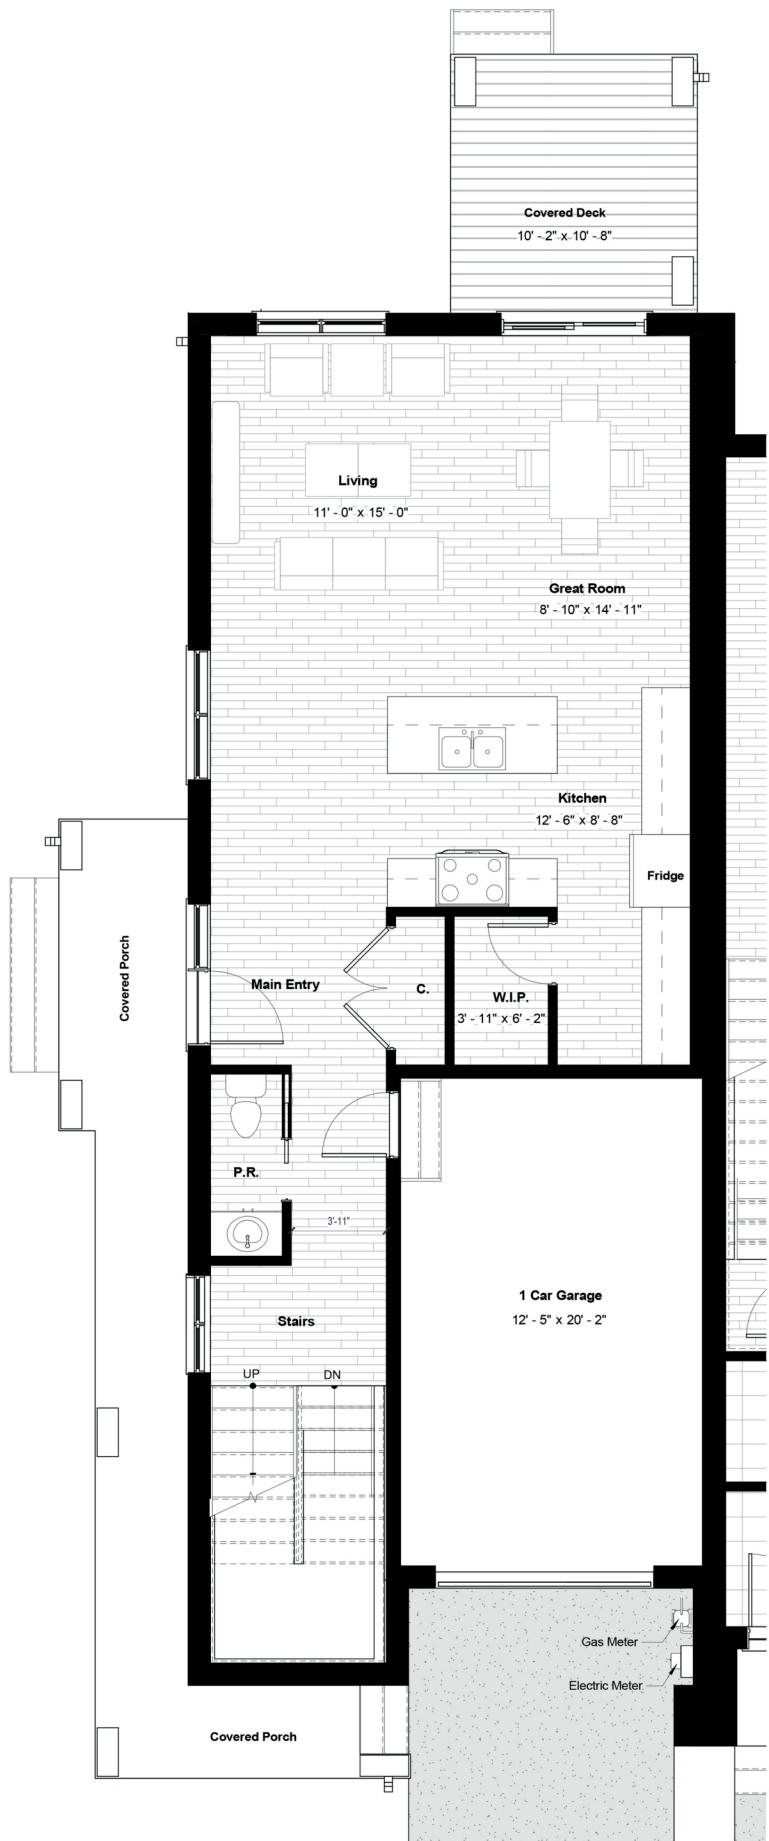 Covered Deck
10' - 2" x 10' - 8"
Living
11' - 0" x 15' - 0"
Great Room
8' - 10" x 14' - 11"
Kitchen
12' - 6" x 8' - 8"
Fridge
Covered Porch
Main Entry
C.
W.I.P.
3' - 11" x 6' - 2"
P.R.
3'-11"
1 Car Garage
12' - 5" x 20' - 2"
Stairs
UP
DN
Gas Meter
Electric Meter
Covered Porch